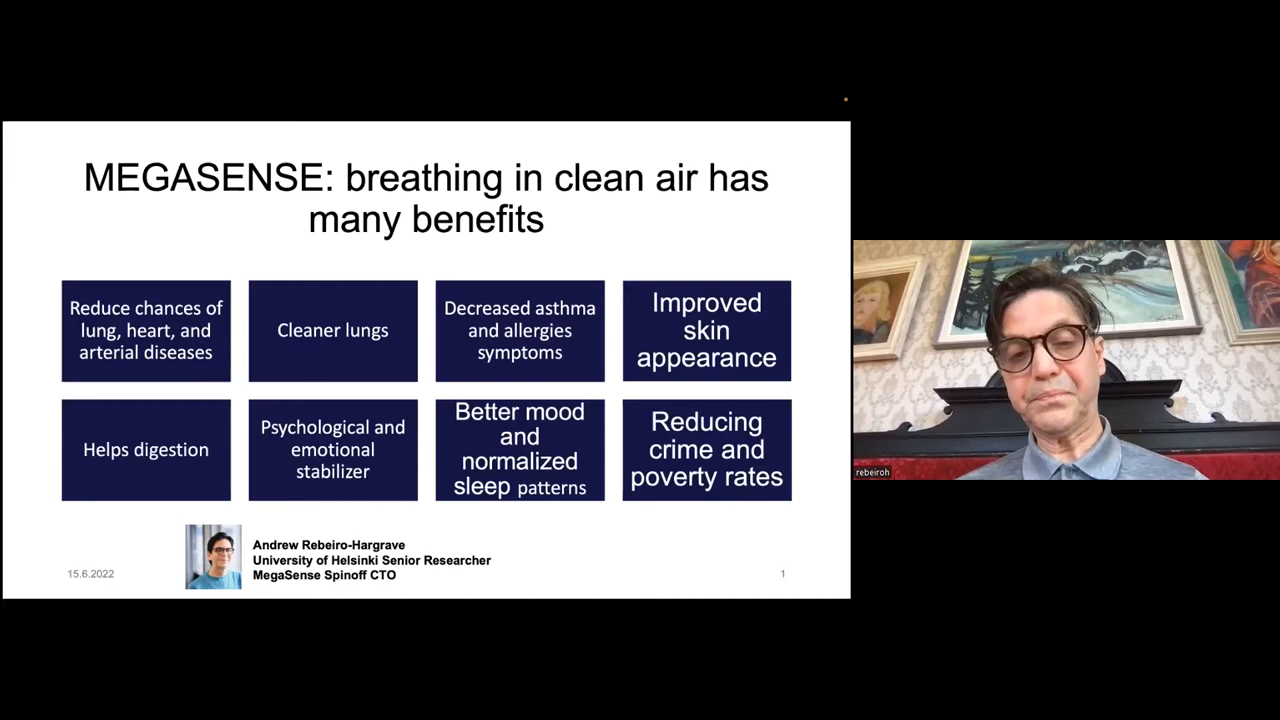 MEGASENSE: breathing in clean air has
many benefits
Reduce chances of
lung, heart, and
arterial diseases
Cleaner lungs
Decreased asthma
and allergies
symptoms
Improved
skin
appearance
Helps digestion
Psychological and
emotional
stabilizer
Better mood
and
normalized
sleep patterns
Reducing
crime and
poverty rates
Andrew Rebeiro-Hargrave
University of Helsinki Senior Researcher
MegaSense Spinoff CTO
15.6.2022
1
rebeiroh